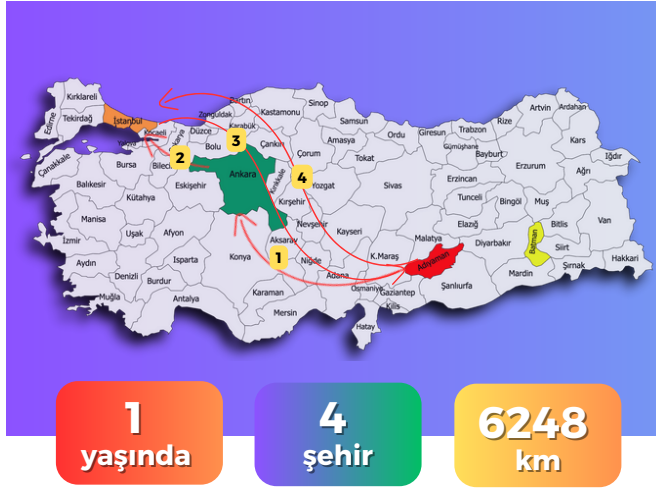 Kırklareli
Edirne
Tekirdağ
İstanbul
Kocaeli
Yalova
Çanakkale
Bursa
Balıkesir
Düzce
Zonguldak
Bartın
Karabük
Kastamonu
Sinop
Samsun
Bolu
Çankırı
Çorum
Amasya
Tokat
Ordu
Giresun
Trabzon
Gümüşhane
Rize
Bayburt
Artvin
Ardahan
Kars
Iğdır
Ağrı
Erzurum
Erzincan
Tunceli
Bingöl
Muş
Bitlis
Van
Hakkari
Siirt
Şırnak
Batman
Mardin
Diyarbakır
Elazığ
Malatya
Adıyaman
Şanlıurfa
Gaziantep
Kilis
Hatay
Osmaniye
K.Maraş
Adana
Sivas
Kayseri
Yozgat
Kırıkkale
Kırşehir
Nevşehir
Aksaray
Niğde
Ankara
Eskişehir
Kütahya
Manisa
Uşak
Afyon
İzmir
Aydın
Denizli
Isparta
Burdur
Muğla
Antalya
Konya
Karaman
Mersin
1
2
3
4
1
yaşında
4
şehir
6248
km